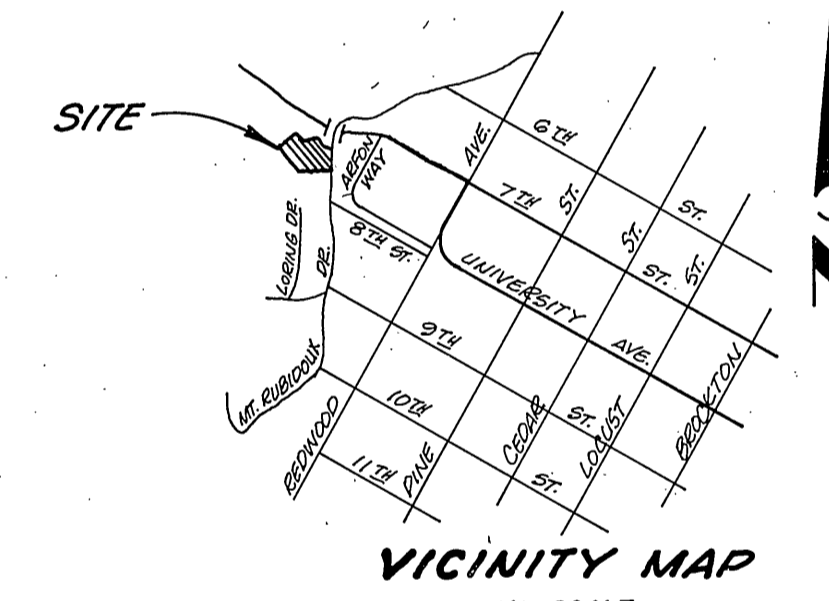 SITE
ARFON WAY
AVE.
6TH
ST.
7TH
ST.
ST.
ST.
ST.
LORING DR.
DR.
8TH ST.
UNIVERSITY
AVE.
MT. RUBIDOUX
9TH
ST.
10TH
ST.
11TH
REDWOOD
PINE
CEDAR
LOCUST
BROCKTON
VICINITY MAP